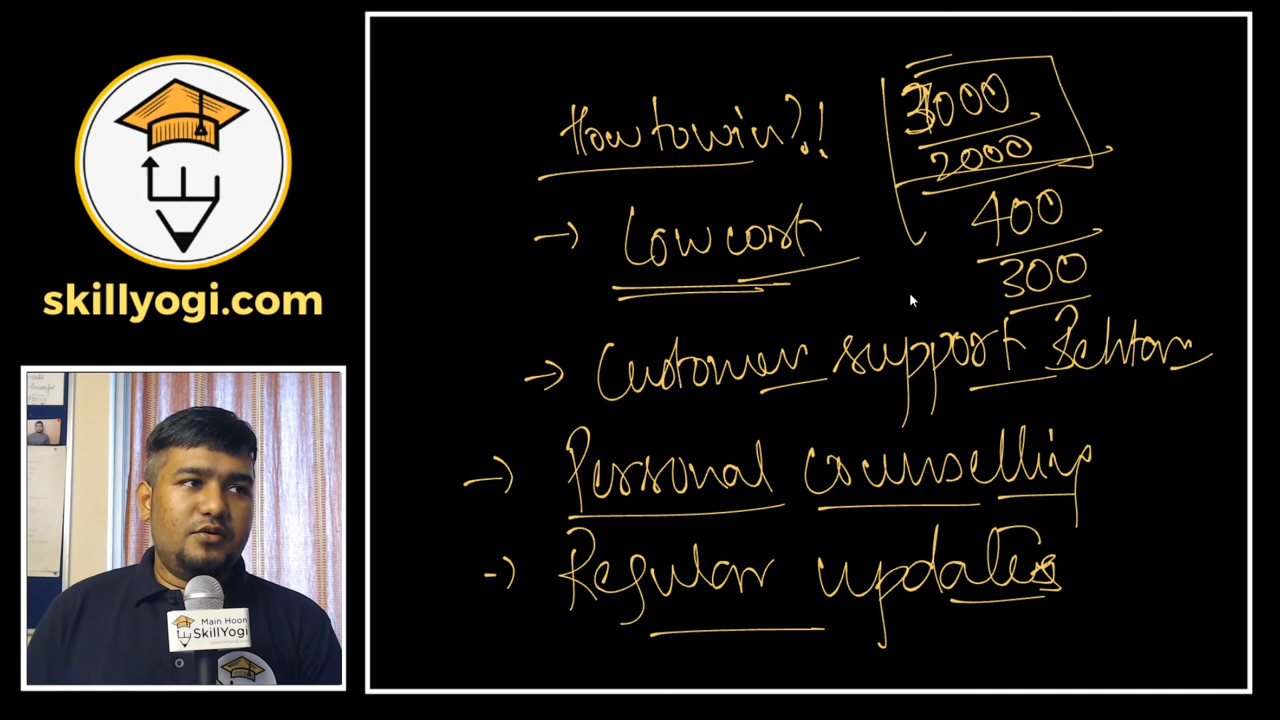 skillyogi.com
Main Hoon
SkillYogi
How to win?!
→ Low cost
3000
2000
400
300
→ Customer support
→ Personal counselling
→ Regular updates